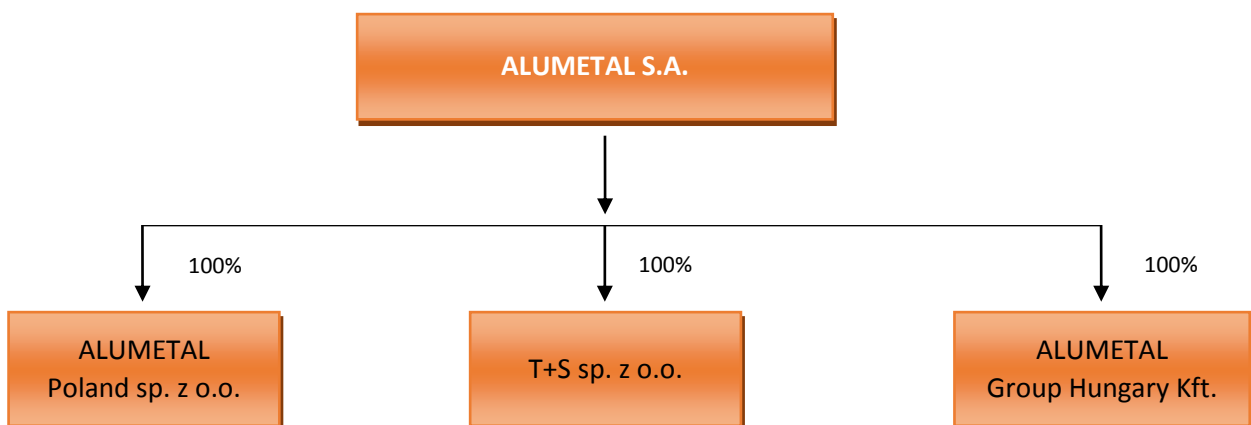 ALUMETAL S.A.
100%
100%
100%
ALUMETAL
Poland sp. z o.o.
T+S sp. z o.o.
ALUMETAL
Group Hungary Kft.